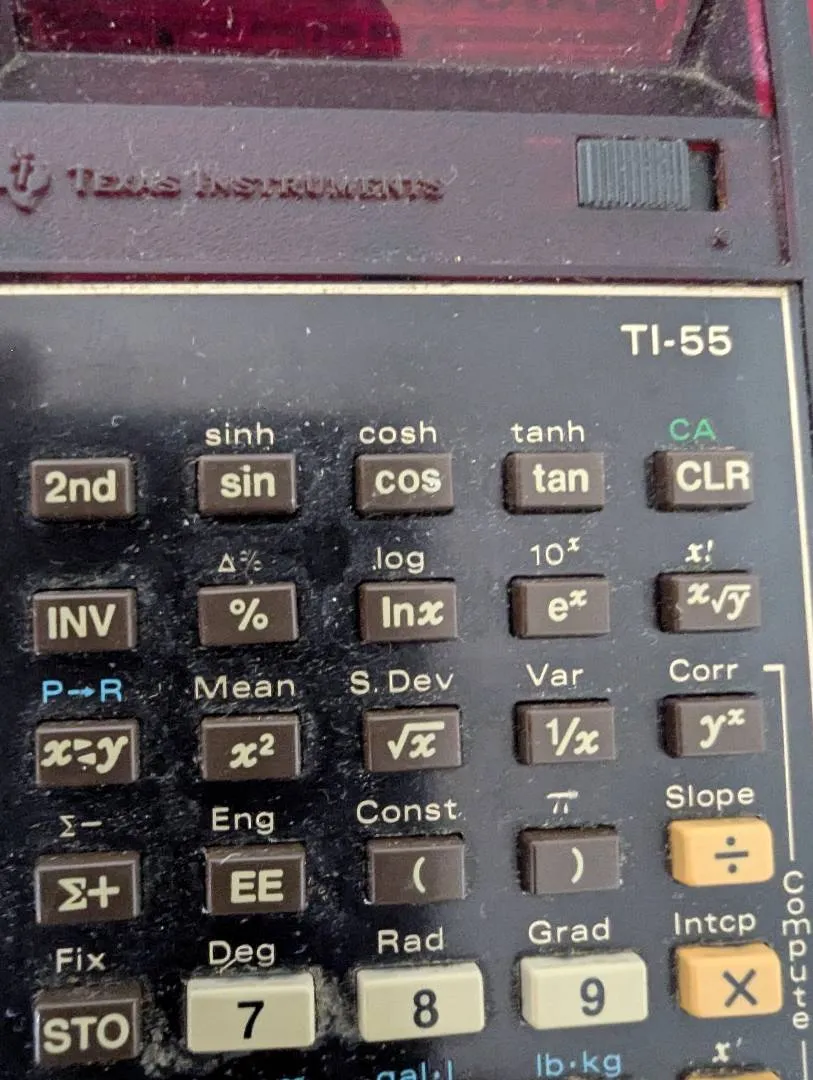 TEXAS INSTRUMENTS
TI-55
sinh cosh tanh CA
2nd sin cos tan CLR
Δ% log 10ˣ x!
INV % lnx eˣ ˣ√y
P→R Mean S. Dev Var Corr
x⇄y x² √x 1/x yˣ
Σ− Eng Const π Slope
Σ+ EE ( ) ÷
Fix Deg Rad Grad Intcp
STO 7 8 9 ×
Compute
gal·l lb·kg x′